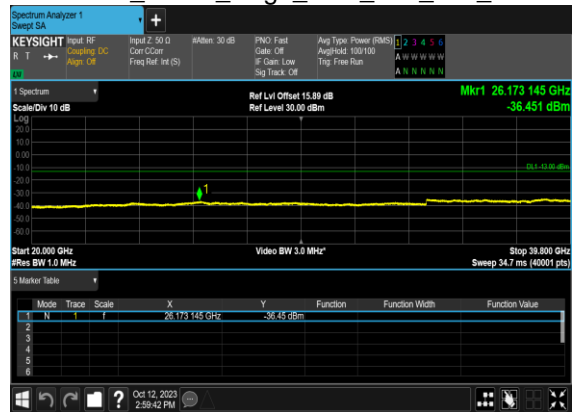 Spectrum Analyzer 1
Swept SA
+
KEYSIGHT Input: RF Input Z: 50 Ω #Atten: 30 dB PNO: Fast Avg Type: Power (RMS) 1 2 3 4 5 6
R T Coupling: DC Corr CCorr Gate: Off Avg|Hold: 100/100 A W W W W W
Align: Off Freq Ref: Int (S) IF Gain: Low Trig: Free Run
LW Sig Track: Off A N N N N N
1 Spectrum Ref Lvl Offset 15.89 dB Mkr1 26.173 145 GHz
Scale/Div 10 dB Ref Level 30.00 dBm -36.451 dBm
Log
20.0
10.0
0.00
-10.0 DL1 -13.00 dBm
-20.0
-30.0 1
-40.0
-50.0
-60.0
Start 20.000 GHz Video BW 3.0 MHz* Stop 39.800 GHz
#Res BW 1.0 MHz Sweep 34.7 ms (40001 pts)
5 Marker Table
Mode Trace Scale X Y Function Function Width Function Value
1 N 1 f 26.173 145 GHz -36.45 dBm
2
3
4
5
6
? Oct 12, 2023
2:59:42 PM